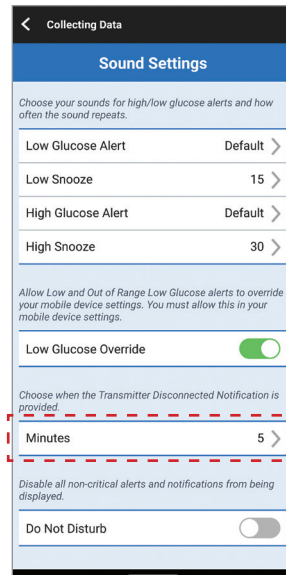 Collecting Data
Sound Settings
Choose your sounds for high/low glucose alerts and how
often the sound repeats.
Low Glucose Alert Default
Low Snooze 15
High Glucose Alert Default
High Snooze 30
Allow Low and Out of Range Low Glucose alerts to override
your mobile device settings. You must allow this in your
mobile device settings.
Low Glucose Override
Choose when the Transmitter Disconnected Notification is
provided.
Minutes 5
Disable all non-critical alerts and notifications from being
displayed.
Do Not Disturb